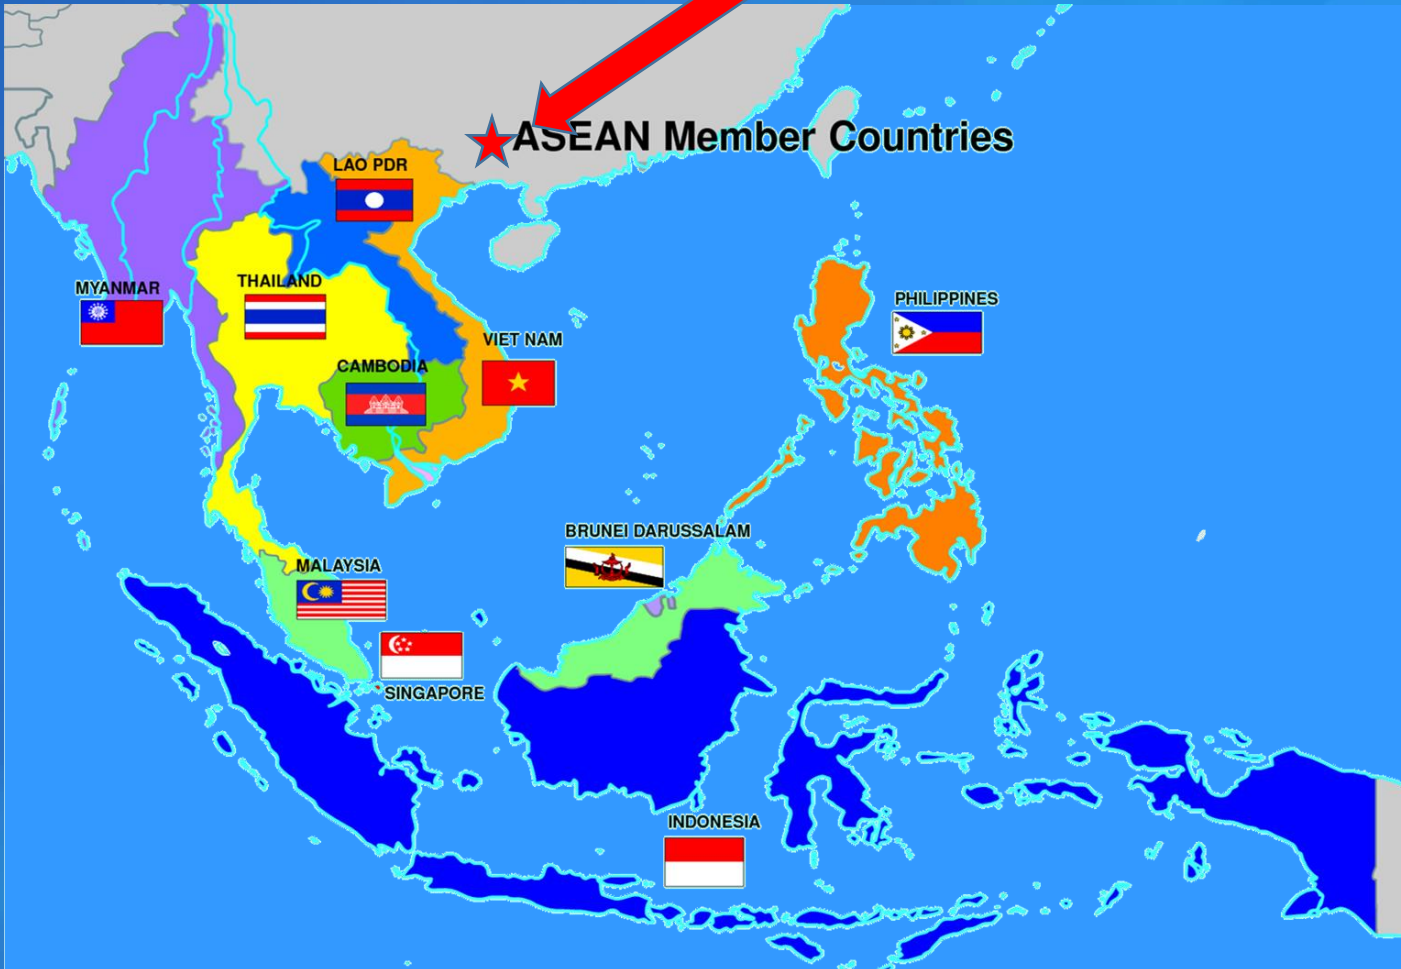 ASEAN Member Countries
LAO PDR
MYANMAR
THAILAND
PHILIPPINES
VIET NAM
CAMBODIA
BRUNEI DARUSSALAM
MALAYSIA
SINGAPORE
INDONESIA